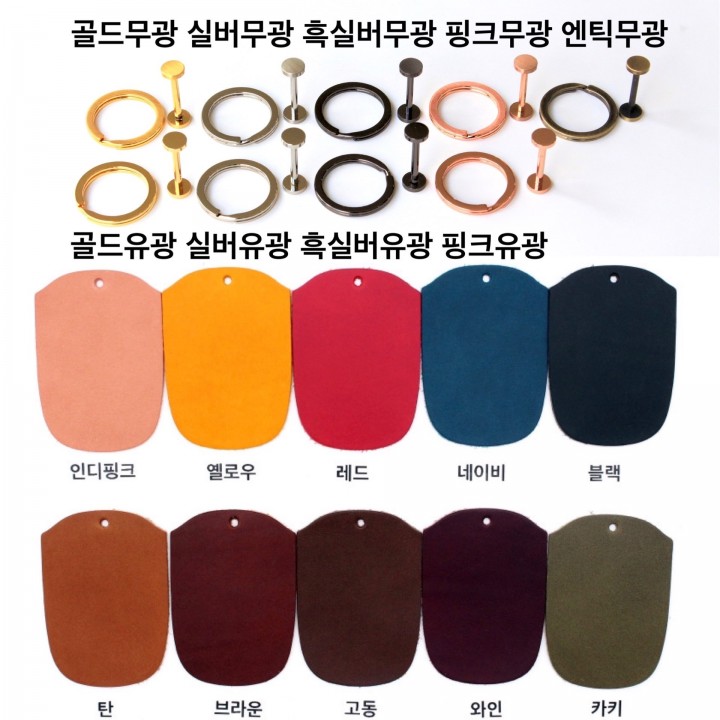 골드무광 실버무광 흑실버무광 핑크무광 엔틱무광
골드유광 실버유광 흑실버유광 핑크유광
인디핑크 옐로우 레드 네이비 블랙
탄 브라운 고동 와인 카키